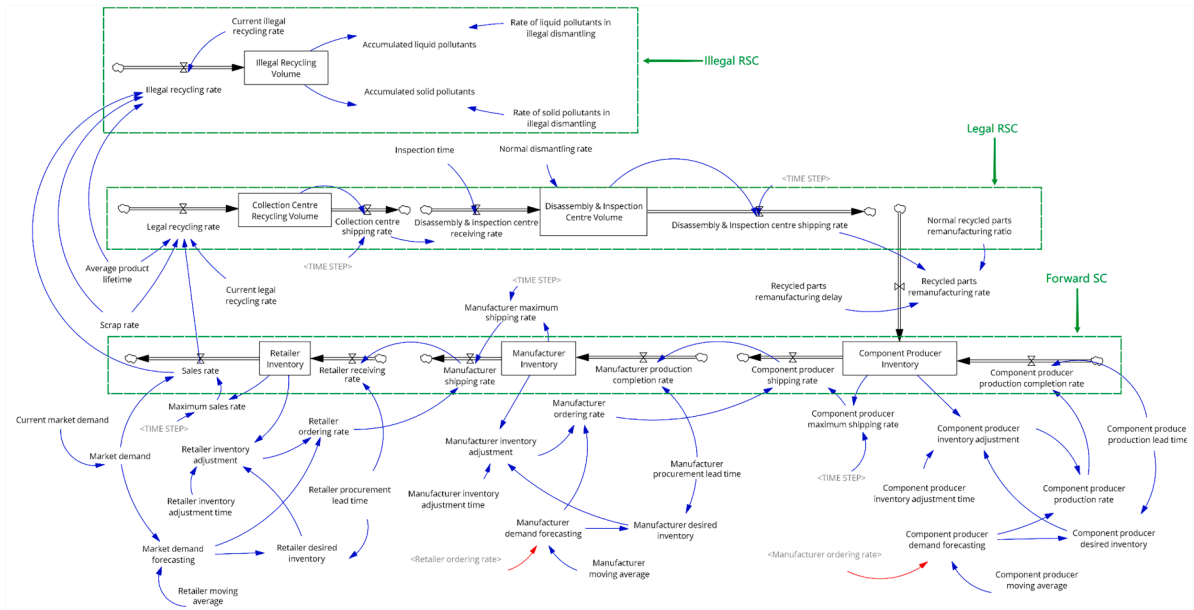 Current illegal
recycling rate
Rate of liquid pollutants in
illegal dismantling
Accumulated liquid pollutants
Illegal Recycling
Volume
Illegal RSC
Illegal recycling rate
Accumulated solid pollutants
Rate of solid pollutants in
illegal dismantling
Legal RSC
Inspection time
Normal dismantling rate
<TIME STEP>
Collection Centre
Recycling Volume
Disassembly & Inspection
Centre Volume
Legal recycling rate
Collection centre
shipping rate
Disassembly & inspection centre
receiving rate
Disassembly & Inspection centre shipping rate
Normal recycled parts
remanufacturing ratio
<TIME STEP>
Average product
lifetime
Current legal
recycling rate
<TIME STEP>
Recycled parts
remanufacturing delay
Recycled parts
remanufacturing rate
Forward SC
Manufacturer maximum
shipping rate
Scrap rate
Retailer
Inventory
Manufacturer
Inventory
Component Producer
Inventory
Sales rate
Retailer receiving
rate
Manufacturer
shipping rate
Manufacturer production
completion rate
Component producer
shipping rate
Component producer
production completion rate
Maximum sales rate
Current market demand
<TIME STEP>
Retailer
ordering rate
Manufacturer
ordering rate
Component producer
maximum shipping rate
Component produce
production lead time
Market demand
Retailer inventory
adjustment
Manufacturer inventory
adjustment
Component producer
inventory adjustment
Manufacturer
procurement lead time
<TIME STEP>
Retailer inventory
adjustment time
Retailer procurement
lead time
Manufacturer inventory
adjustment time
Component producer
inventory adjustment time
Component producer
production rate
Market demand
forecasting
Retailer desired
inventory
Manufacturer
demand forecasting
Manufacturer desired
inventory
Component producer
demand forecasting
Component producer
desired inventory
<Retailer ordering rate>
<Manufacturer ordering rate>
Manufacturer
moving average
Component producer
moving average
Retailer moving
average